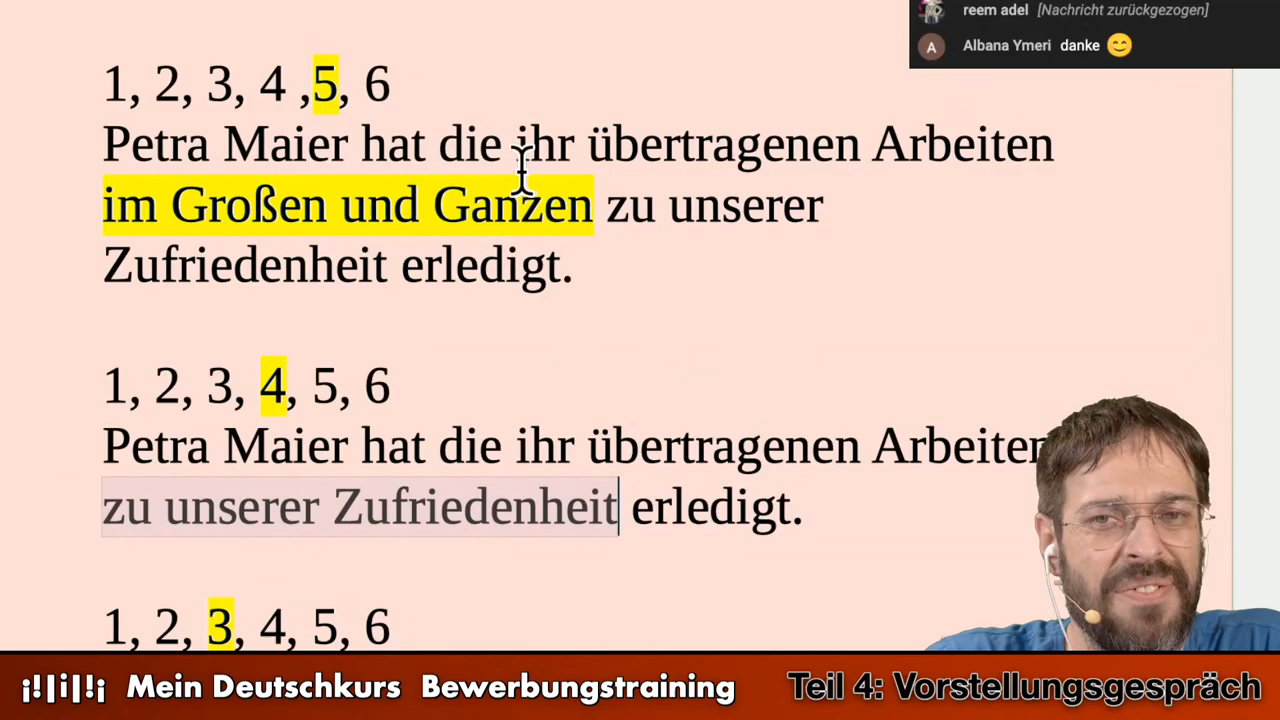 reem adel [Nachricht zurückgezogen]
A Albana Ymeri danke 😊
1, 2, 3, 4 ,5, 6
Petra Maier hat die ihr übertragenen Arbeiten
im Großen und Ganzen zu unserer
Zufriedenheit erledigt.
1, 2, 3, 4, 5, 6
Petra Maier hat die ihr übertragenen Arbeiten
zu unserer Zufriedenheit erledigt.
1, 2, 3, 4, 5, 6
¡!|¡|!¡ Mein Deutschkurs Bewerbungstraining Teil 4: Vorstellungsgespräch